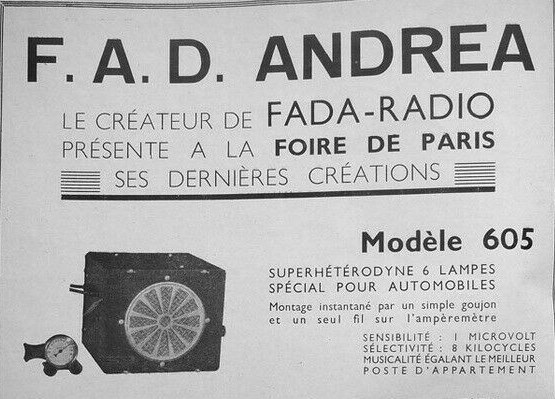 F. A. D. ANDREA
LE CRÉATEUR DE FADA-RADIO
PRÉSENTE A LA FOIRE DE PARIS
SES DERNIÈRES CRÉATIONS
Modèle 605
SUPERHÉTÉRODYNE 6 LAMPES
SPÉCIAL POUR AUTOMOBILES
Montage instantané par un simple goujon
et un seul fil sur l'ampèremètre
SENSIBILITÉ : 1 MICROVOLT
SÉLECTIVITÉ : 8 KILOCYCLES
MUSICALITÉ ÉGALANT LE MEILLEUR
POSTE D'APPARTEMENT